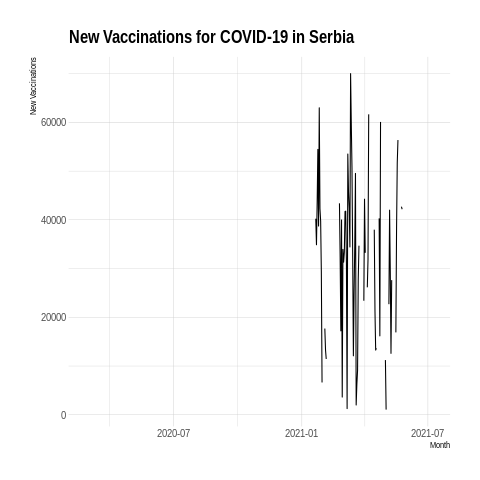 New Vaccinations for COVID-19 in Serbia
New Vaccinations
60000
40000
20000
0
2020-07
2021-01
2021-07
Month